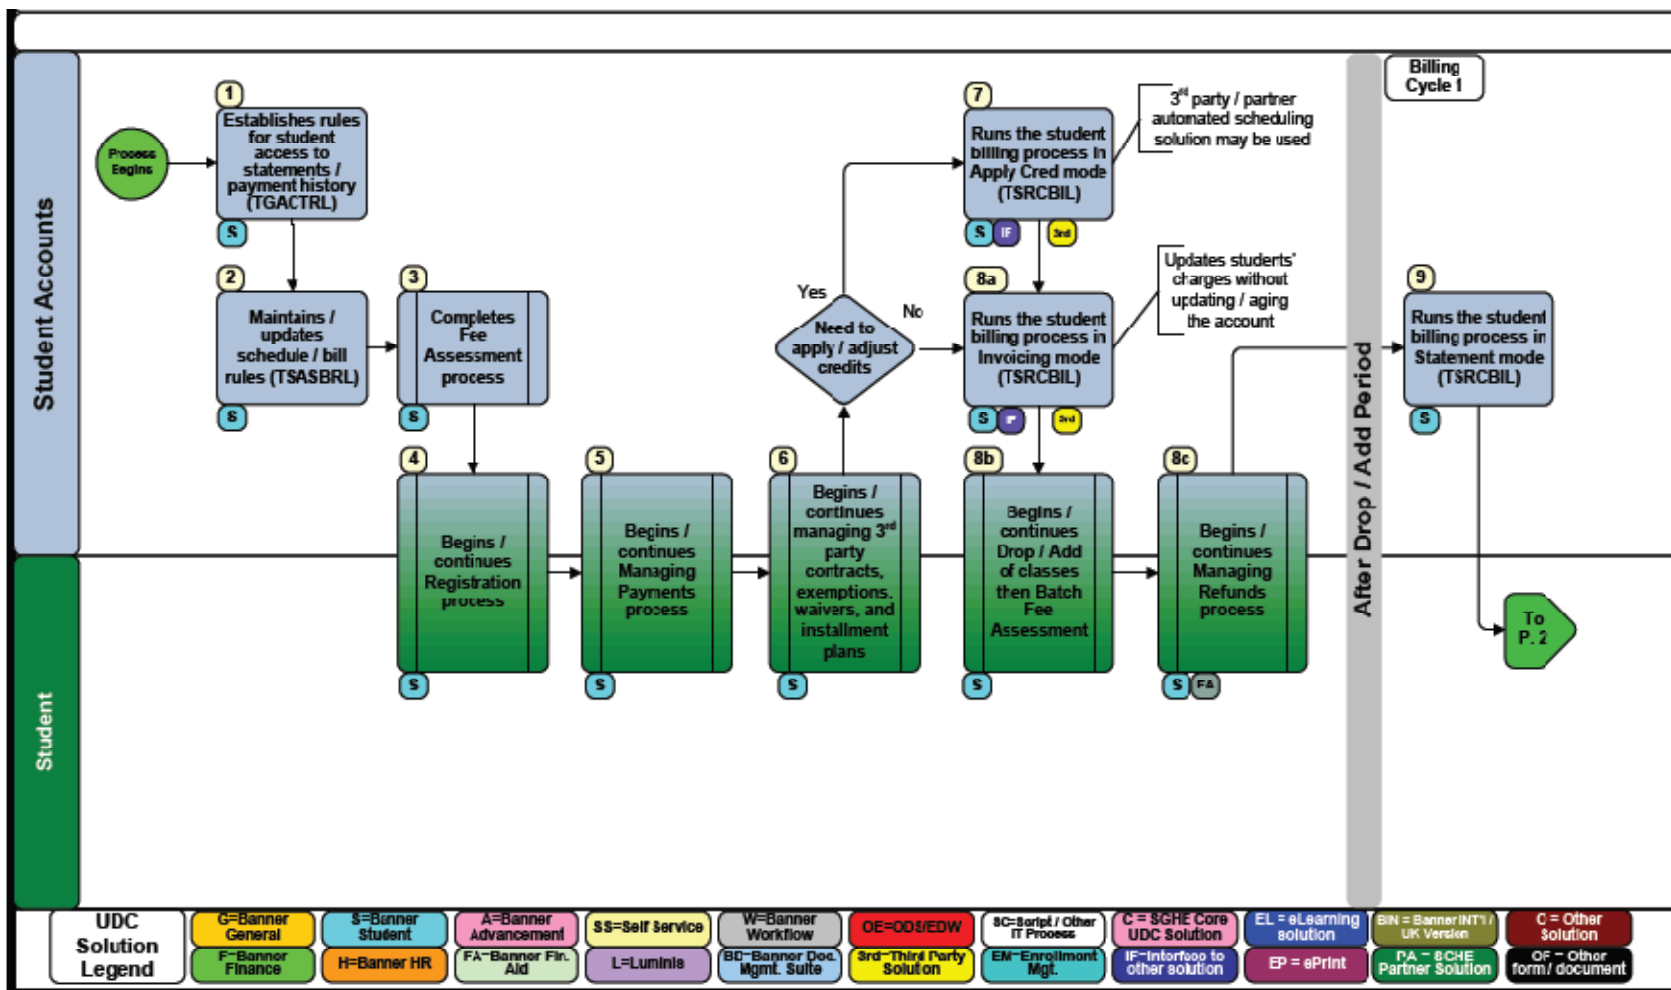 Student Accounts
Student
Process
Begins
1
Establishes rules
for student
access to
statements /
payment history
(TGACTRL)
S
2
Maintains /
updates
schedule / bill
rules (TSASBRL)
S
3
Completes
Fee
Assessment
process
S
4
Begins /
continues
Registration
process
S
5
Begins /
continues
Managing
Payments
process
S
6
Begins /
continues
managing 3rd
party
contracts,
exemptions,
waivers, and
installment
plans
S
Need to
apply / adjust
credits
Yes
No
7
Runs the student
billing process in
Apply Cred mode
(TSRCBIL)
S
IF
3rd
3rd party / partner
automated scheduling
solution may be used
8a
Runs the student
billing process in
Invoicing mode
(TSRCBIL)
S
IF
3rd
Updates students'
charges without
updating / aging
the account
8b
Begins /
continues
Drop / Add
of classes
then Batch
Fee
Assessment
S
8c
Begins /
continues
Managing
Refunds
process
S
FA
After Drop / Add Period
Billing
Cycle I
9
Runs the student
billing process in
Statement mode
(TSRCBIL)
S
To
P. 2
UDC
Solution
Legend
G=Banner
General
F=Banner
Finance
S=Banner
Student
H=Banner HR
A=Banner
Advancement
FA=Banner Fin.
Aid
SS=Self Service
L=Luminis
W=Banner
Workflow
BD=Banner Doc.
Mgmt. Suite
OE=ODS/EDW
3rd=Third Party
Solution
SC=Script / Other
IT Process
EM=Enrollment
Mgt.
C = SGHE Core
UDC Solution
IF=Interface to
other solution
EL = eLearning
solution
EP = ePrint
BIN = Banner INT'l /
UK Version
PA = SGHE
Partner Solution
O = Other
Solution
OF = Other
form / document